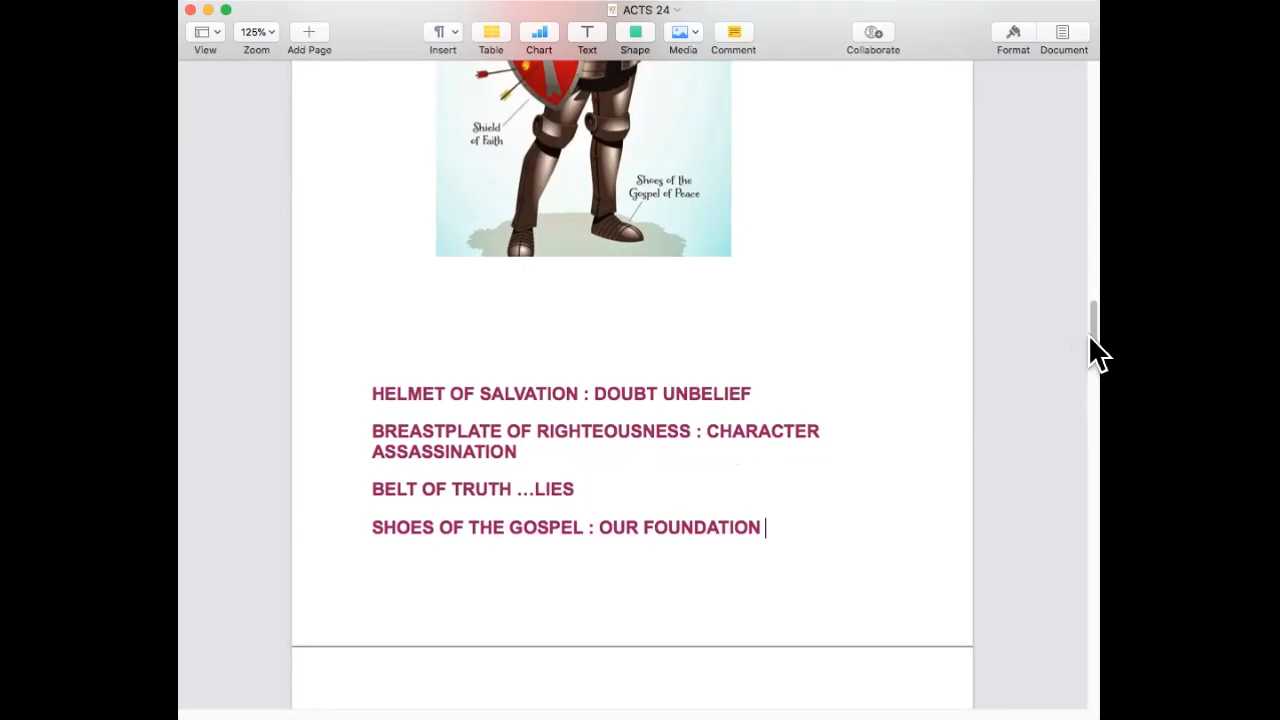 ACTS 24
125%
View
Zoom
Add Page
Insert
Table
Chart
Text
Shape
Media
Comment
Collaborate
Format
Document
Shield
of Faith
Shoes of the
Gospel of Peace
HELMET OF SALVATION : DOUBT UNBELIEF
BREASTPLATE OF RIGHTEOUSNESS : CHARACTER
ASSASSINATION
BELT OF TRUTH …LIES
SHOES OF THE GOSPEL : OUR FOUNDATION